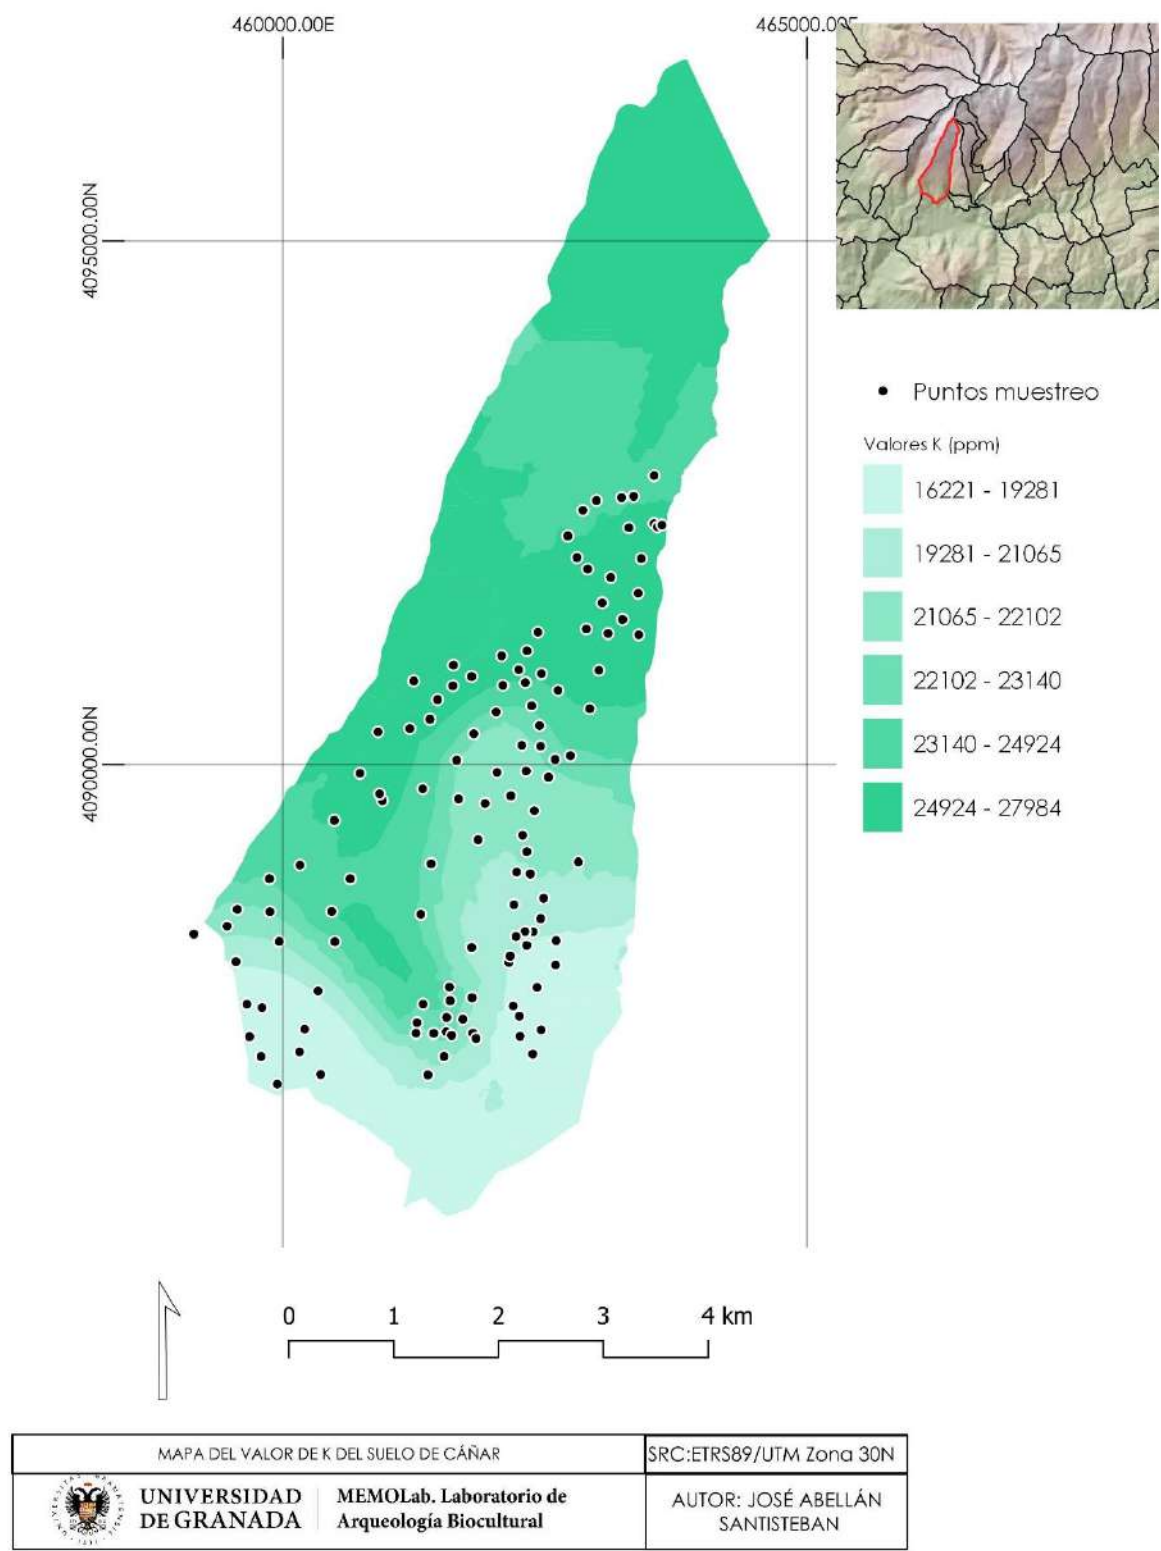 460000.00E
465000.00E
4095000.00N
4090000.00N
Puntos muestreo
Valores K (ppm)
16221 - 19281
19281 - 21065
21065 - 22102
22102 - 23140
23140 - 24924
24924 - 27984
0 1 2 3 4 km
MAPA DEL VALOR DE K DEL SUELO DE CÁÑAR
SRC:ETRS89/UTM Zona 30N
UNIVERSIDAD
DE GRANADA
MEMOLab. Laboratorio de
Arqueología Biocultural
AUTOR: JOSÉ ABELLÁN
SANTISTEBAN